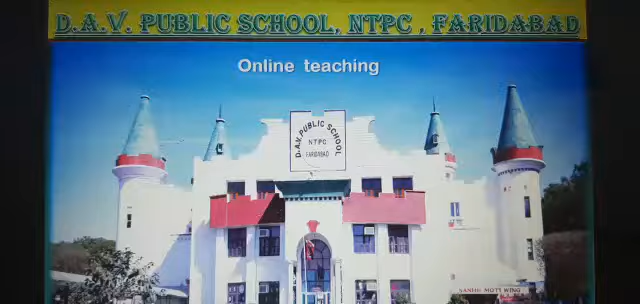 D.A.V. PUBLIC SCHOOL, NTPC , FARIDABAD
Online teaching
D.A.V. PUBLIC SCHOOL
NTPC
FARIDABAD